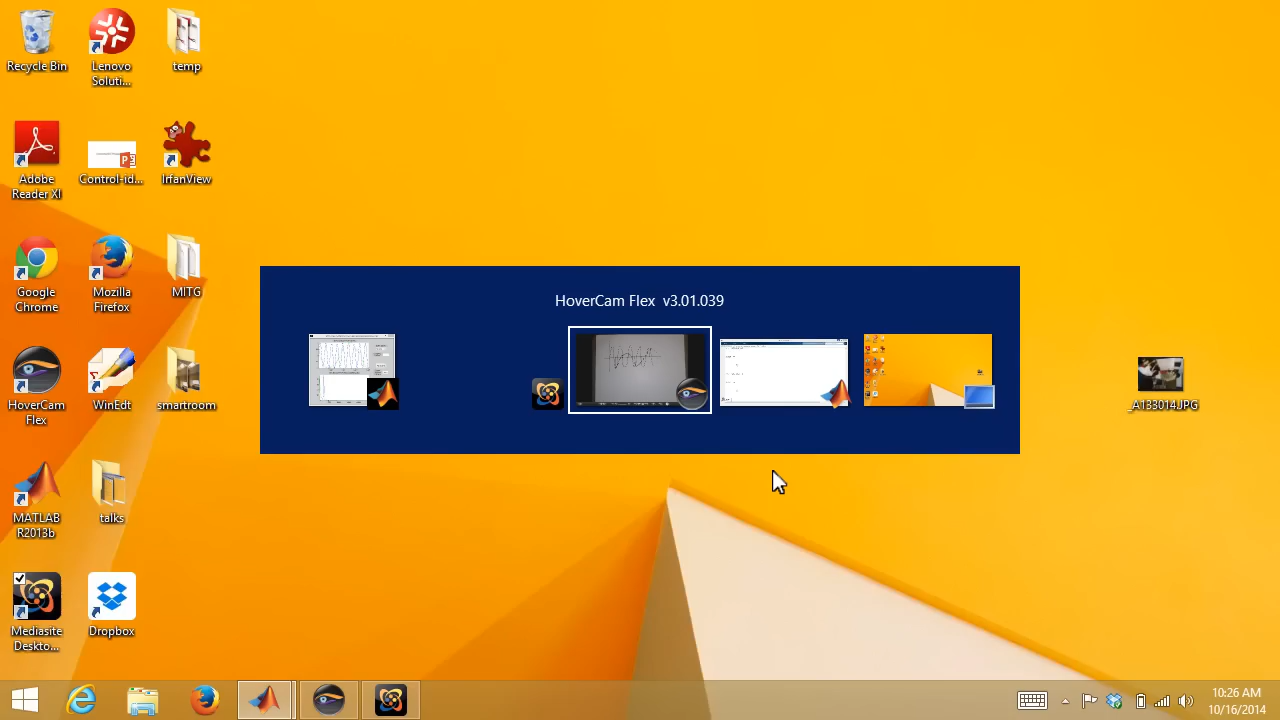 Recycle Bin
Lenovo
Soluti...
temp
Adobe
Reader XI
Control-id...
IrfanView
Google
Chrome
Mozilla
Firefox
MITG
HoverCam
Flex
WinEdt
smartroom
MATLAB
R2013b
talks
Mediasite
Deskto...
Dropbox
HoverCam Flex v3.01.039
_A133014.JPG
10:26 AM
10/16/2014